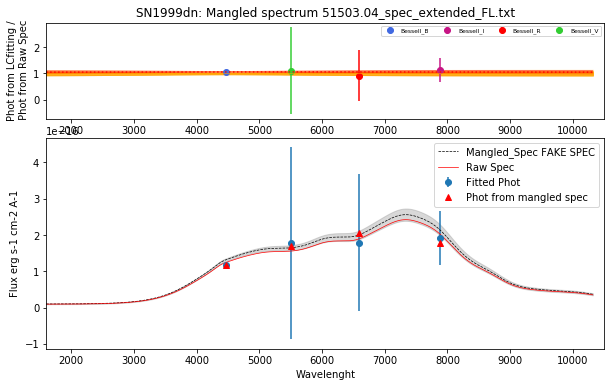 SN1999dn: Mangled spectrum 51503.04_spec_extended_FL.txt
Phot from LCfitting /
Phot from Raw Spec
2
1
0
Bessell_B
Bessell_I
Bessell_R
Bessell_V
2000 3000 4000 5000 6000 7000 8000 9000 10000
1e−16
Flux erg s-1 cm-2 A-1
4
3
2
1
0
−1
Mangled_Spec FAKE SPEC
Raw Spec
Fitted Phot
Phot from mangled spec
2000 3000 4000 5000 6000 7000 8000 9000 10000
Wavelenght